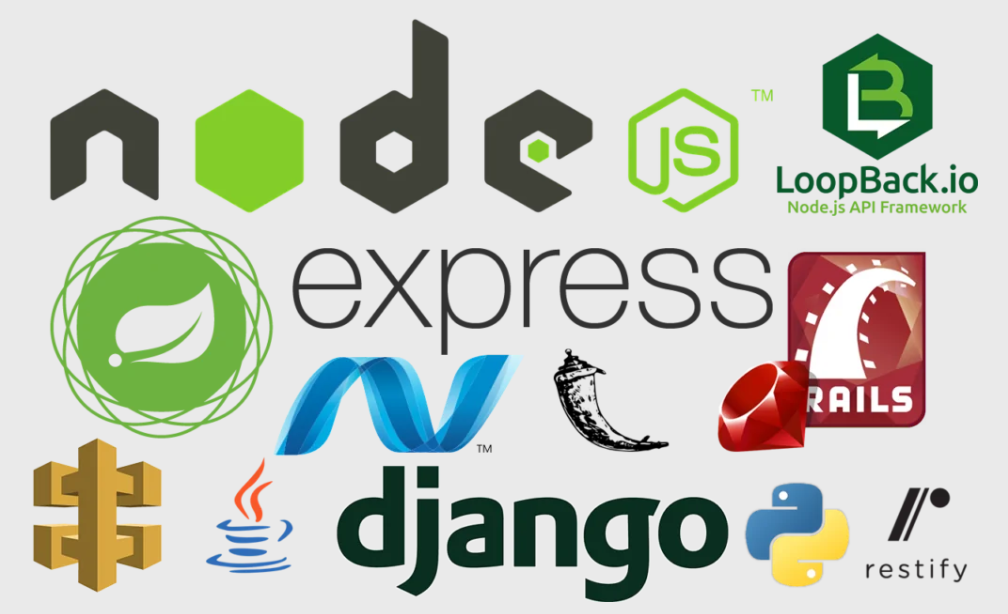 node JS TM
LoopBack.io
Node.js API Framework
express
RAILS
TM
django
restify